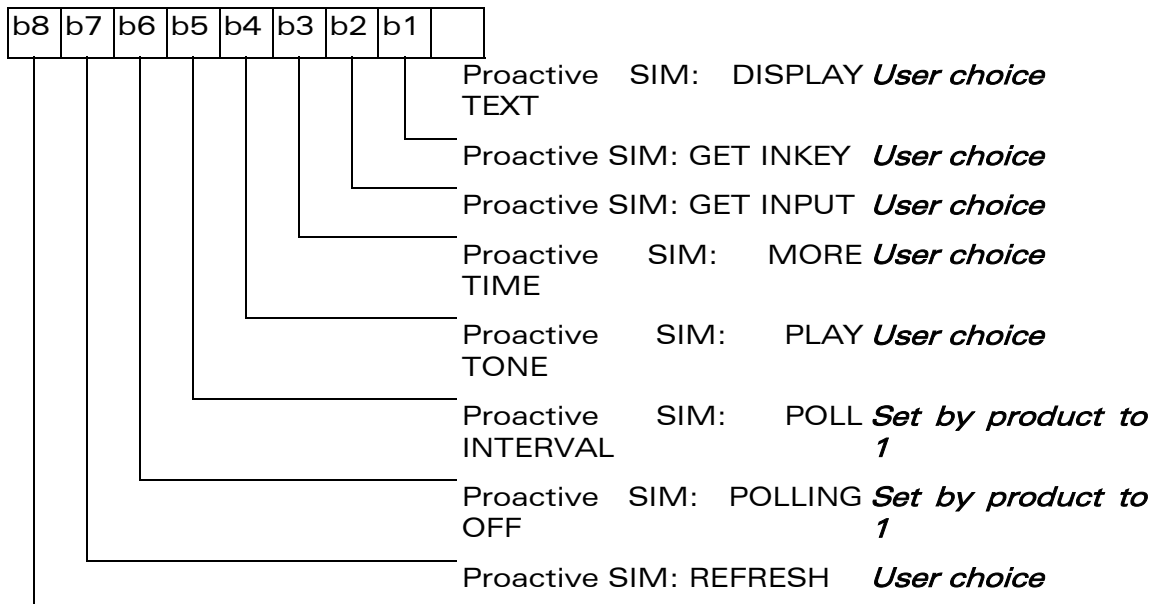 b8 b7 b6 b5 b4 b3 b2 b1
Proactive SIM: DISPLAY User choice
TEXT
Proactive SIM: GET INKEY User choice
Proactive SIM: GET INPUT User choice
Proactive SIM: MORE User choice
TIME
Proactive SIM: PLAY User choice
TONE
Proactive SIM: POLL Set by product to
INTERVAL 1
Proactive SIM: POLLING Set by product to
OFF 1
Proactive SIM: REFRESH User choice